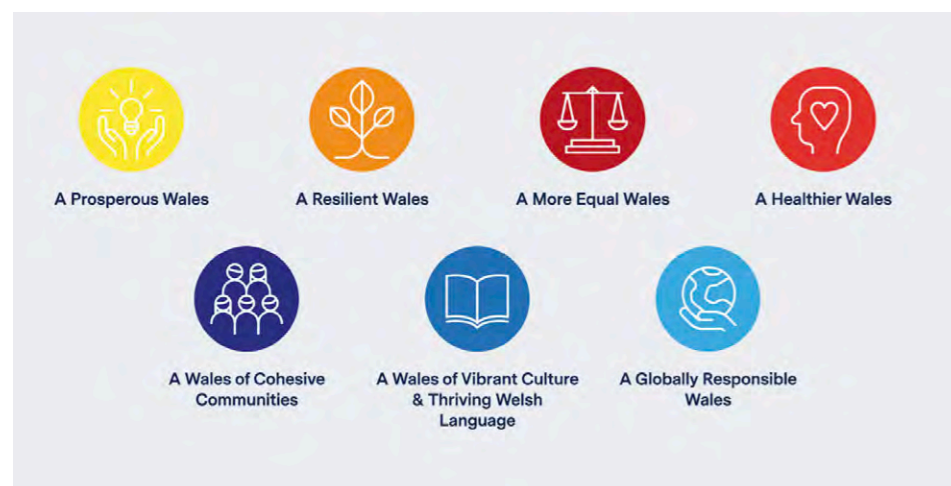 A Prosperous Wales
A Resilient Wales
A More Equal Wales
A Healthier Wales
A Wales of Cohesive
Communities
A Wales of Vibrant Culture
& Thriving Welsh
Language
A Globally Responsible
Wales